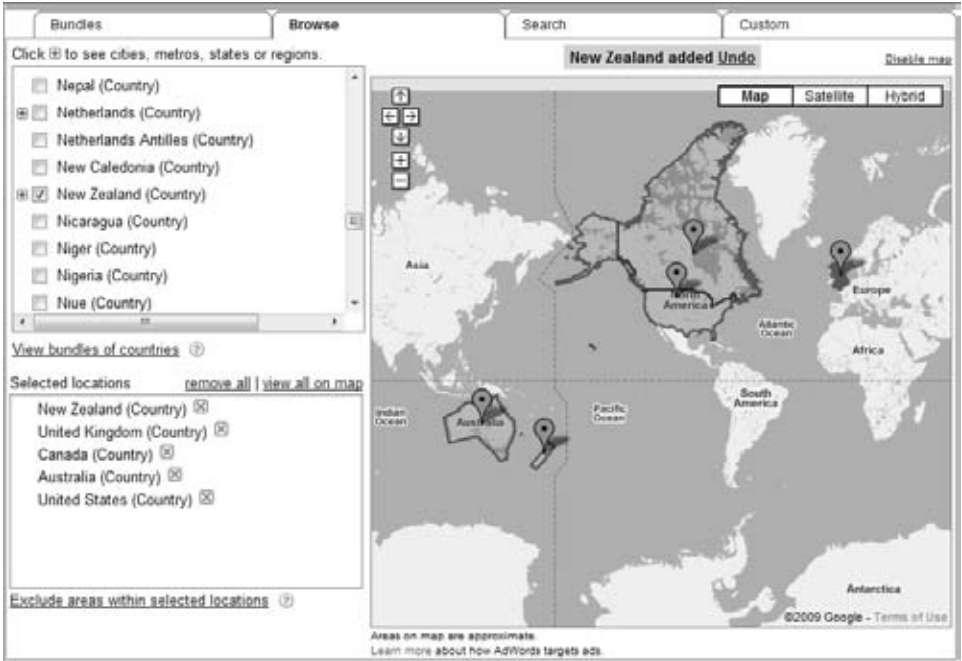 Bundles
Browse
Search
Custom
Click ⊞ to see cities, metros, states or regions.
Nepal (Country)
Netherlands (Country)
Netherlands Antilles (Country)
New Caledonia (Country)
New Zealand (Country)
Nicaragua (Country)
Niger (Country)
Nigeria (Country)
Niue (Country)
View bundles of countries ?
Selected locations remove all | view all on map
New Zealand (Country)
United Kingdom (Country)
Canada (Country)
Australia (Country)
United States (Country)
Exclude areas within selected locations ?
New Zealand added Undo
Disable map
Map
Satellite
Hybrid
Asia
North
America
Europe
Atlantic
Ocean
Africa
South
America
Indian
Ocean
Australia
Pacific
Ocean
Antarctica
©2009 Google - Terms of Use
Areas on map are approximate.
Learn more about how AdWords targets ads.